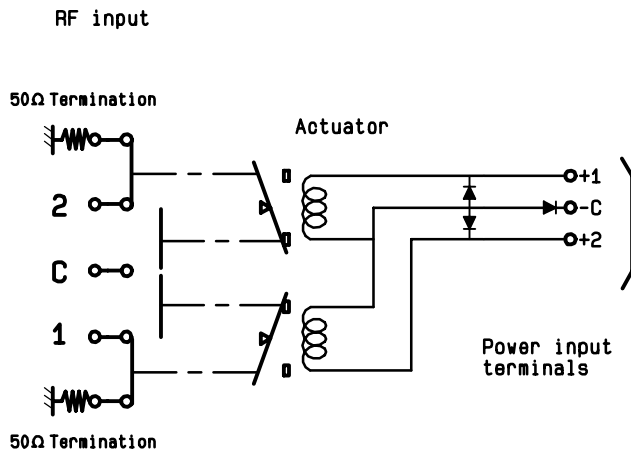 RF input
50Ω Termination
Actuator
+1
2
-C
+2
C
1
Power input
terminals
50Ω Termination